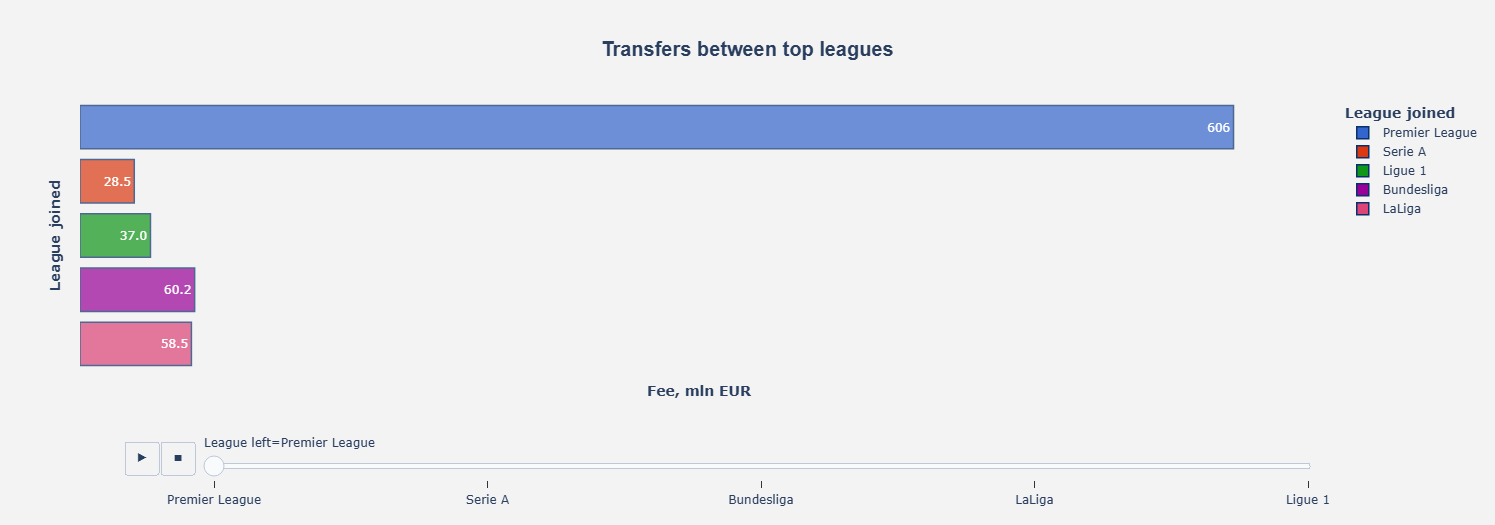 Transfers between top leagues
League joined
606
28.5
37.0
60.2
58.5
Fee, mln EUR
League joined
Premier League
Serie A
Ligue 1
Bundesliga
LaLiga
▶ ■
League left=Premier League
Premier League Serie A Bundesliga LaLiga Ligue 1